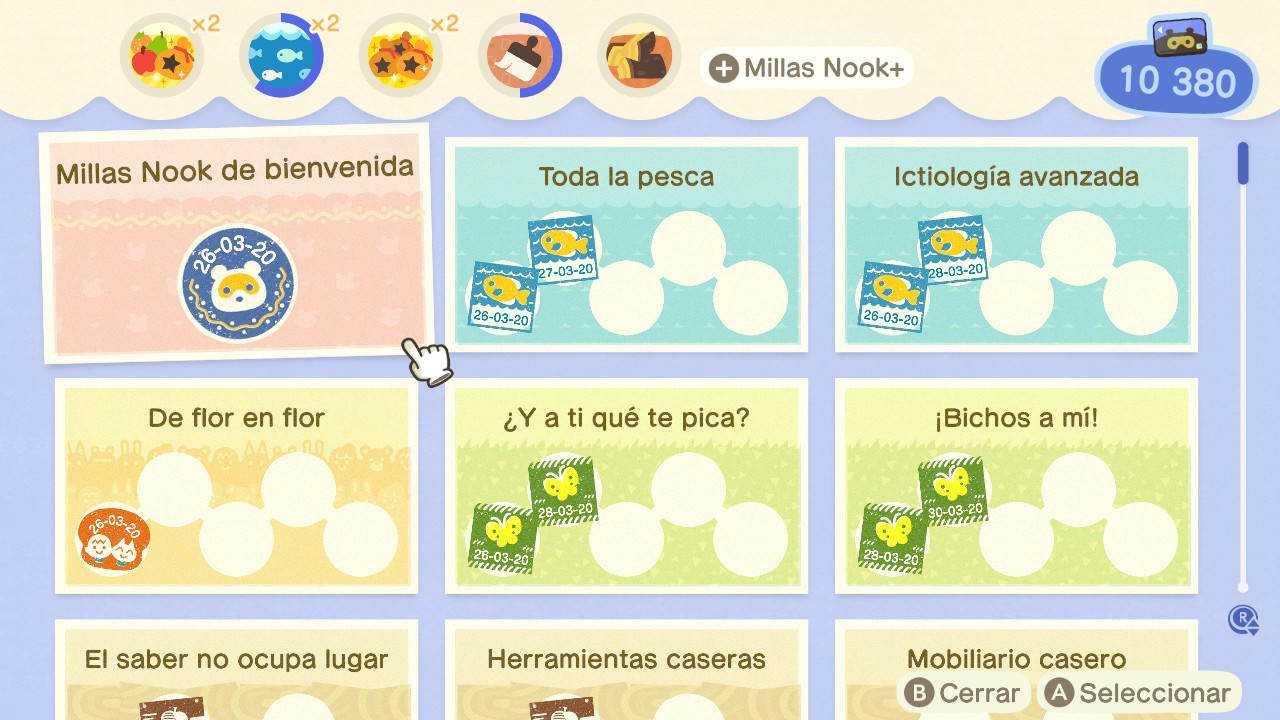 ×2
×2
×2
+ Millas Nook+
10 380
Millas Nook de bienvenida
26-03-20
Toda la pesca
27-03-20
26-03-20
Ictiología avanzada
28-03-20
26-03-20
De flor en flor
26-03-20
¿Y a ti qué te pica?
28-03-20
26-03-20
¡Bichos a mí!
30-03-20
28-03-20
R
El saber no ocupa lugar
Herramientas caseras
Mobiliario casero
B Cerrar
A Seleccionar